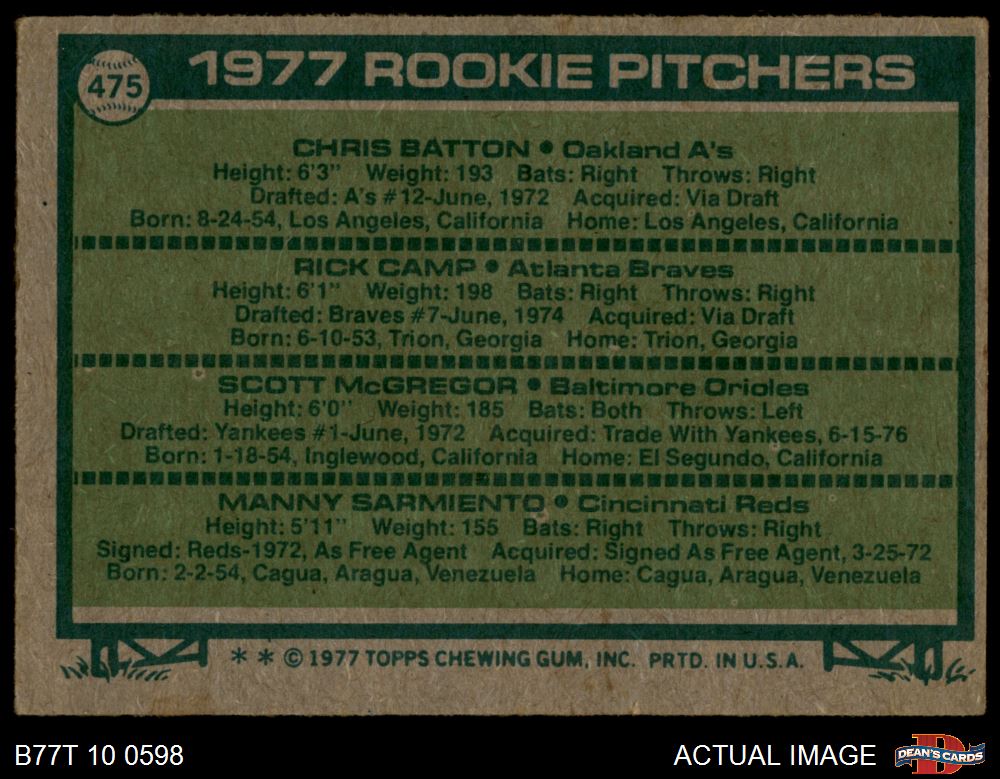 475
1977 ROOKIE PITCHERS
CHRIS BATTON • Oakland A's
Height: 6'3" Weight: 193 Bats: Right Throws: Right
Drafted: A's #12-June, 1972 Acquired: Via Draft
Born: 8-24-54, Los Angeles, California Home: Los Angeles, California
RICK CAMP • Atlanta Braves
Height: 6'1" Weight: 198 Bats: Right Throws: Right
Drafted: Braves #7-June, 1974 Acquired: Via Draft
Born: 6-10-53, Trion, Georgia Home: Trion, Georgia
SCOTT McGREGOR • Baltimore Orioles
Height: 6'0" Weight: 185 Bats: Both Throws: Left
Drafted: Yankees #1-June, 1972 Acquired: Trade With Yankees, 6-15-76
Born: 1-18-54, Inglewood, California Home: El Segundo, California
MANNY SARMIENTO • Cincinnati Reds
Height: 5'11" Weight: 155 Bats: Right Throws: Right
Signed: Reds-1972, As Free Agent Acquired: Signed As Free Agent, 3-25-72
Born: 2-2-54, Cagua, Aragua, Venezuela Home: Cagua, Aragua, Venezuela
* * © 1977 TOPPS CHEWING GUM, INC. PRTD. IN U.S.A.
B77T 10 0598
ACTUAL IMAGE
D
DEAN'S CARDS